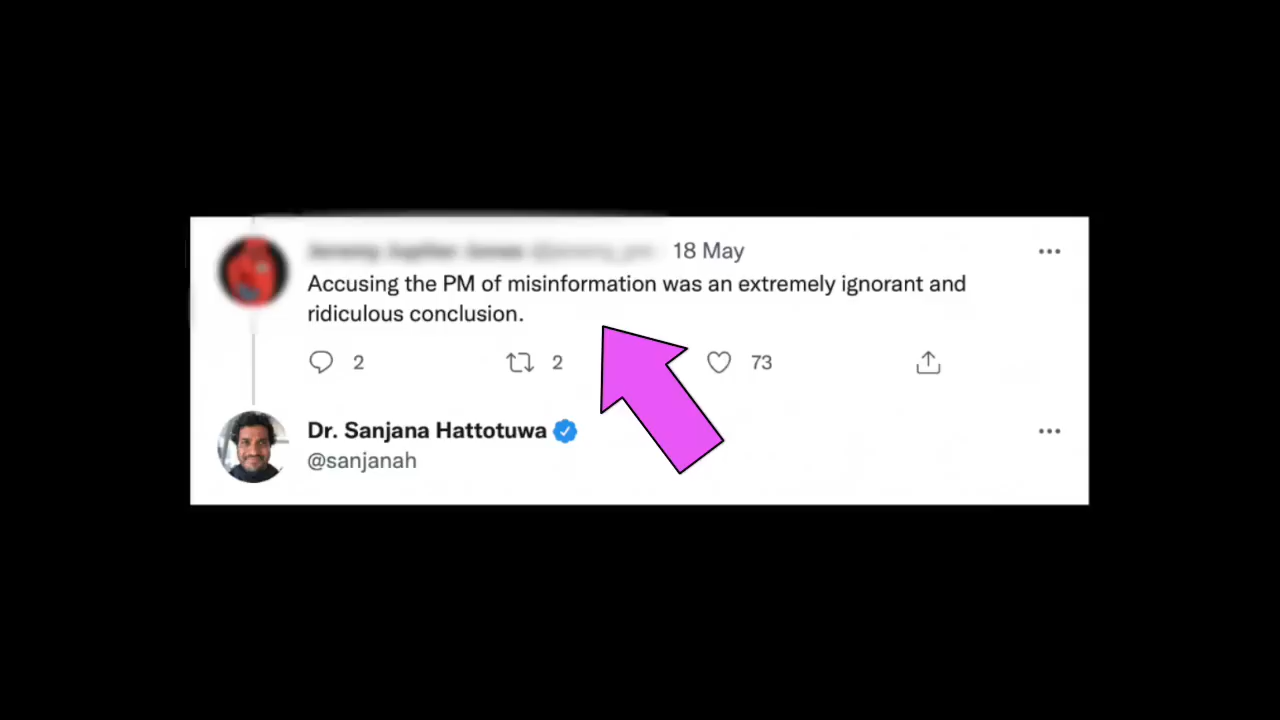 18 May
Accusing the PM of misinformation was an extremely ignorant and
ridiculous conclusion.
2 2 73
Dr. Sanjana Hattotuwa
@sanjanah